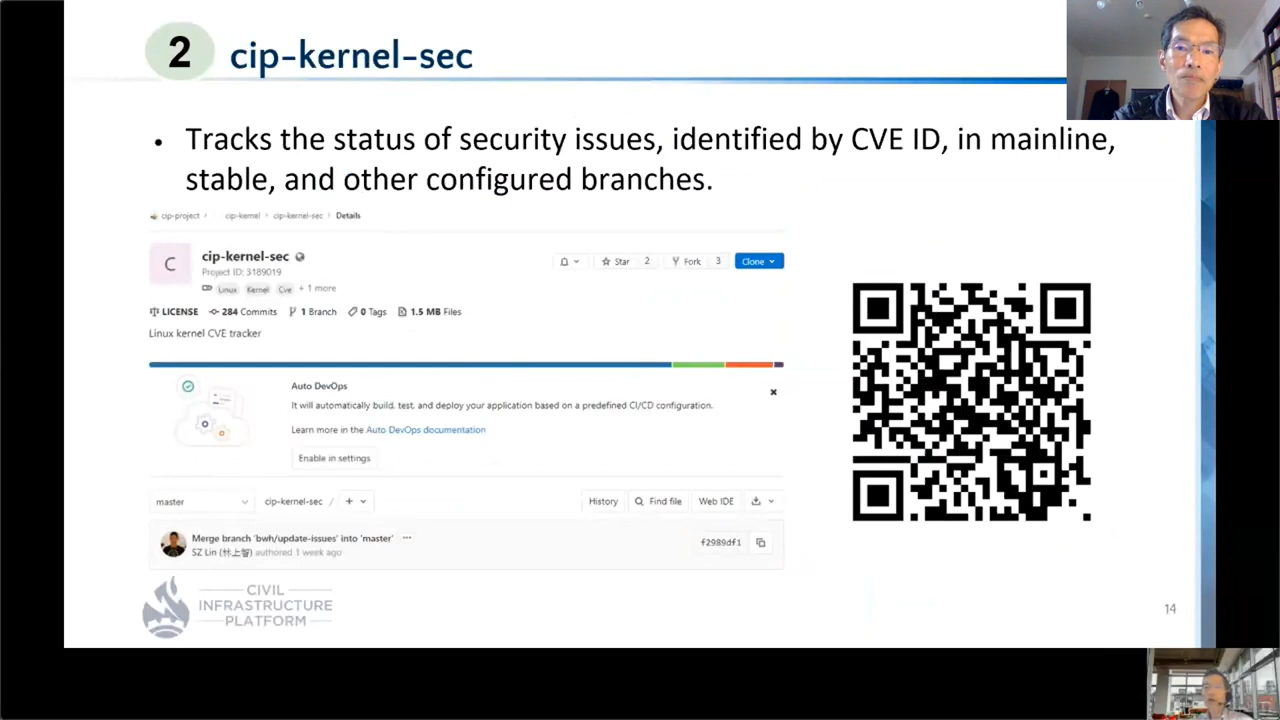 2 cip-kernel-sec
• Tracks the status of security issues, identified by CVE ID, in mainline,
stable, and other configured branches.
cip-project › cip-kernel › cip-kernel-sec › Details
C
cip-kernel-sec
Project ID: 3189019
Linux Kernel Cve + 1 more
Star 2 Fork 3 Clone
LICENSE 284 Commits 1 Branch 0 Tags 1.5 MB Files
Linux kernel CVE tracker
Auto DevOps
It will automatically build, test, and deploy your application based on a predefined CI/CD configuration.
Learn more in the Auto DevOps documentation
Enable in settings
master cip-kernel-sec / + History Find file Web IDE
Merge branch 'bwh/update-issues' into 'master' ···
SZ Lin (林上智) authored 1 week ago
f2989df1
CIVIL
INFRASTRUCTURE
PLATFORM
14